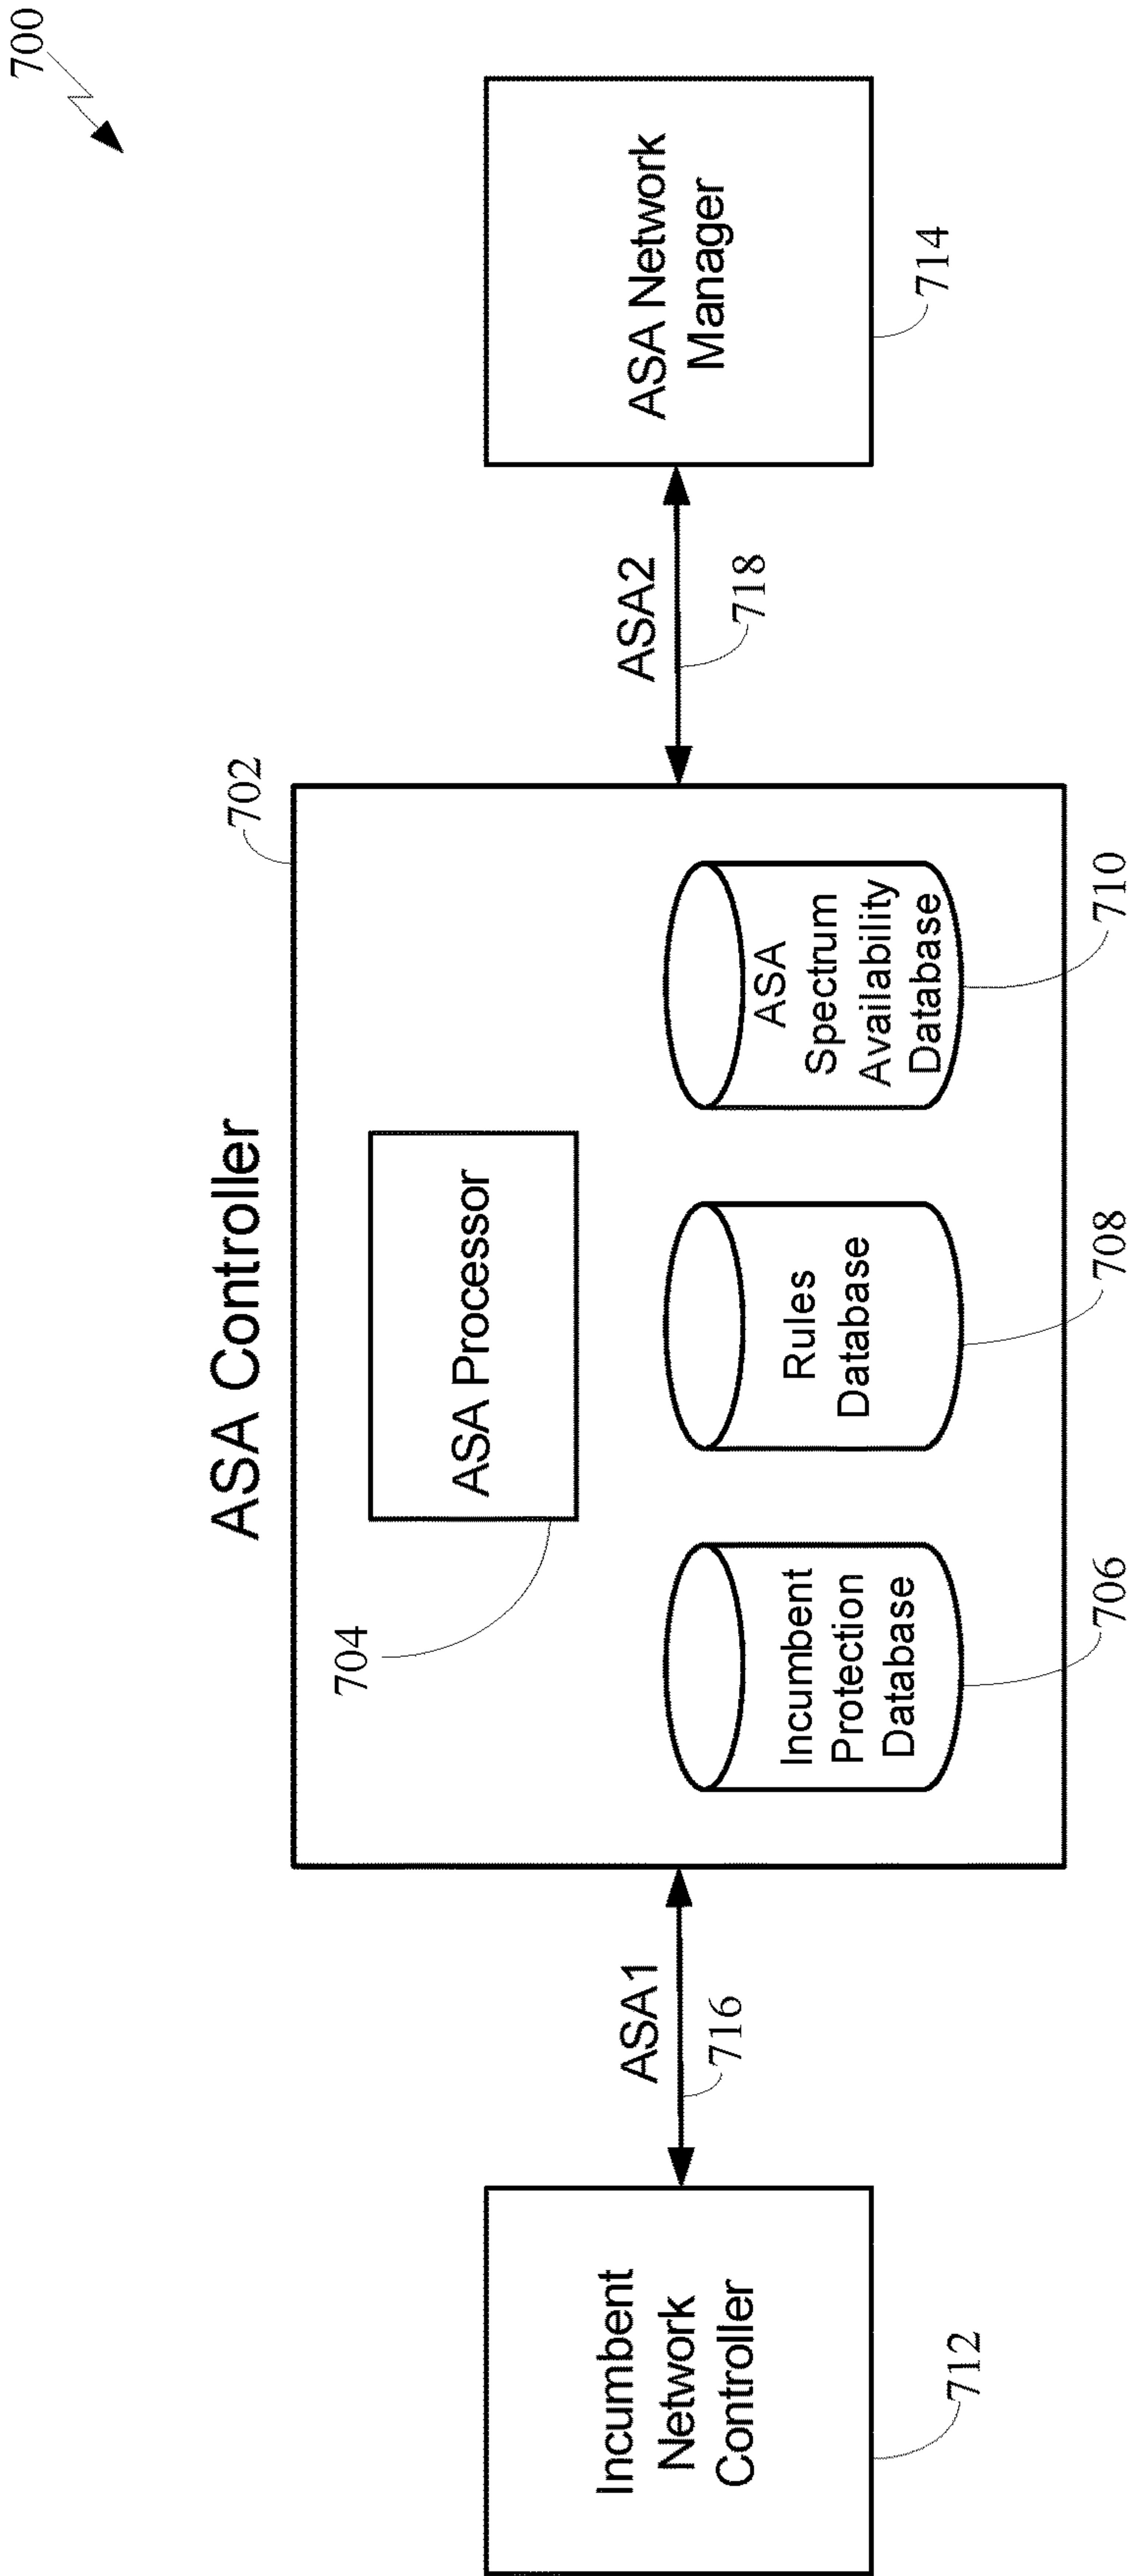 700
ASA Controller
702
ASA Processor
704
Incumbent
Protection
Database
706
Rules
Database
708
ASA
Spectrum
Availability
Database
710
Incumbent
Network
Controller
712
ASA1
716
ASA2
718
ASA Network
Manager
714